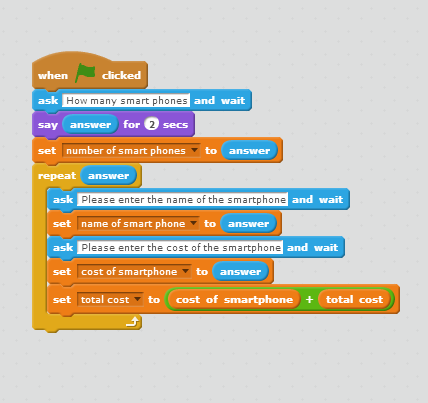 when clicked
ask How many smart phones and wait
say answer for 2 secs
set number of smart phones to answer
repeat answer
ask Please enter the name of the smartphone and wait
set name of smart phone to answer
ask Please enter the cost of the smartphone and wait
set cost of smartphone to answer
set total cost to cost of smartphone + total cost